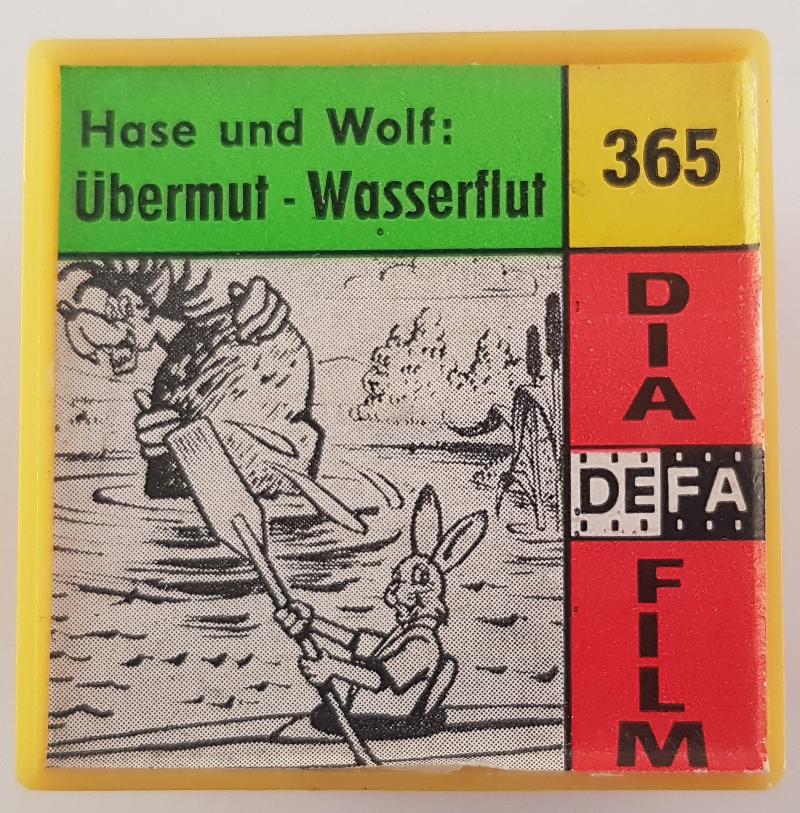 Hase und Wolf:
Übermut - Wasserflut
365
DIA
DEFA
FILM